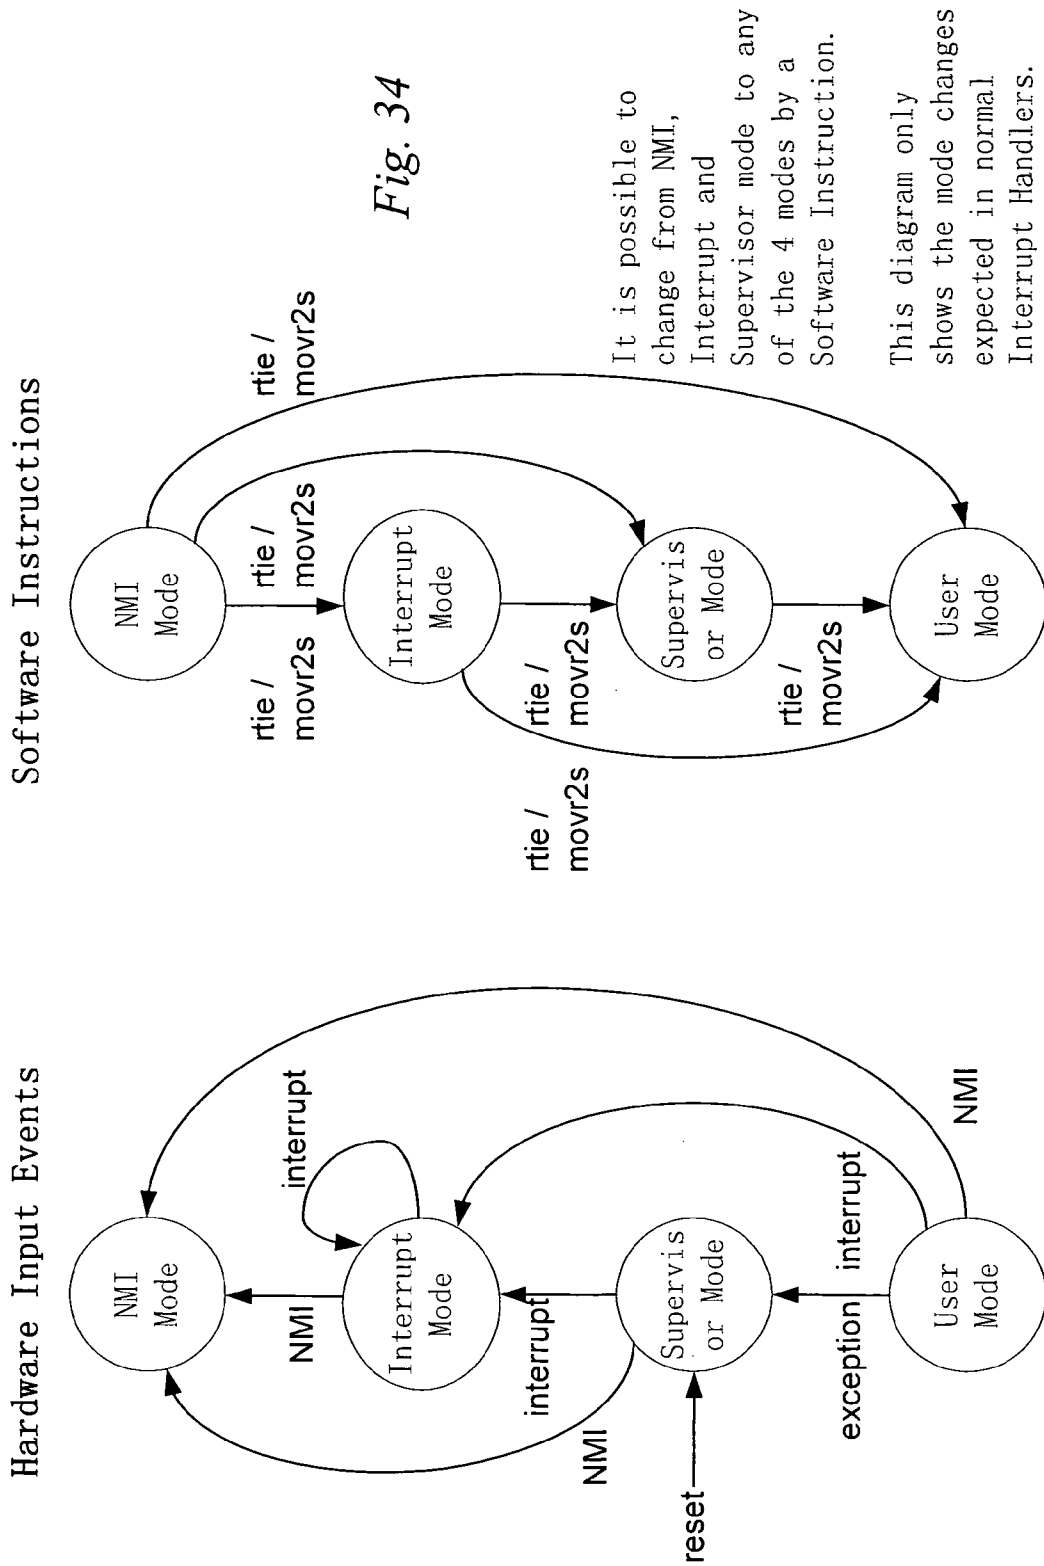 Hardware Input Events
NMI
Mode
NMI
interrupt
Interrupt
Mode
interrupt
NMI
reset
Supervis
or Mode
exception
interrupt
NMI
User
Mode
Software Instructions
NMI
Mode
rtie /
movr2s
rtie /
movr2s
rtie /
movr2s
Interrupt
Mode
rtie /
movr2s
rtie /
movr2s
Supervis
or Mode
rtie /
movr2s
User
Mode
Fig. 34
It is possible to
change from NMI,
Interrupt and
Supervisor mode to any
of the 4 modes by a
Software Instruction.
This diagram only
shows the mode changes
expected in normal
Interrupt Handlers.